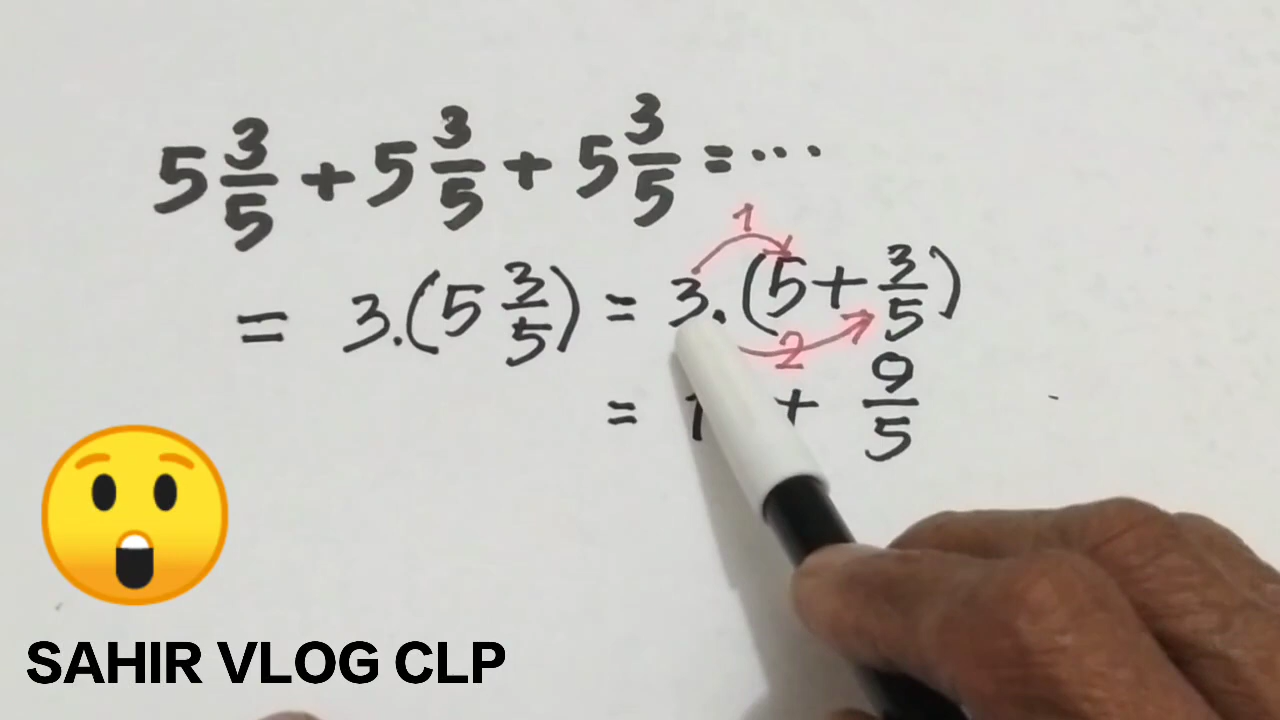 5 3/5 + 5 3/5 + 5 3/5 = ...
1
= 3.(5 3/5) = 3.(5 + 3/5)
2
= 1 + 9/5
SAHIR VLOG CLP